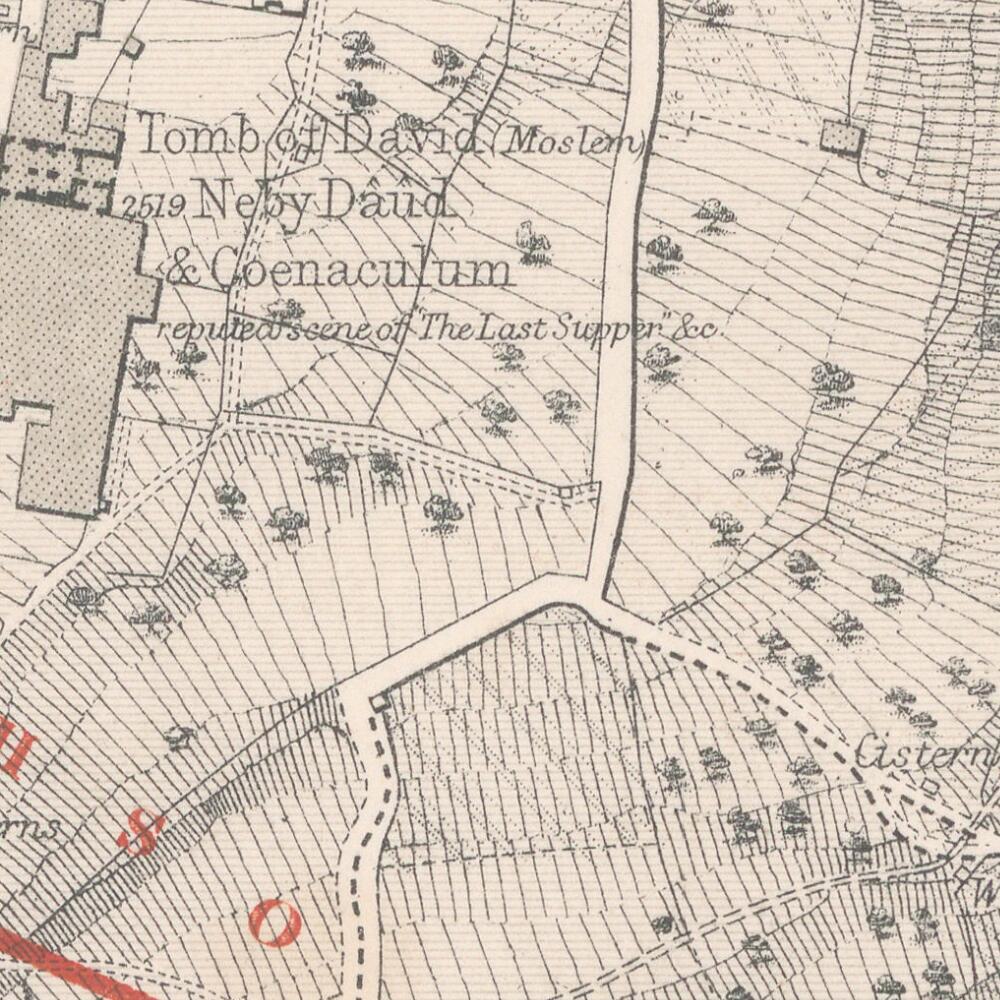 Tomb of David (Moslem)
2519 Neby Dâûd
& Coenaculum
reputed scene of "The Last Supper" &c.
Cistern
H
S
O